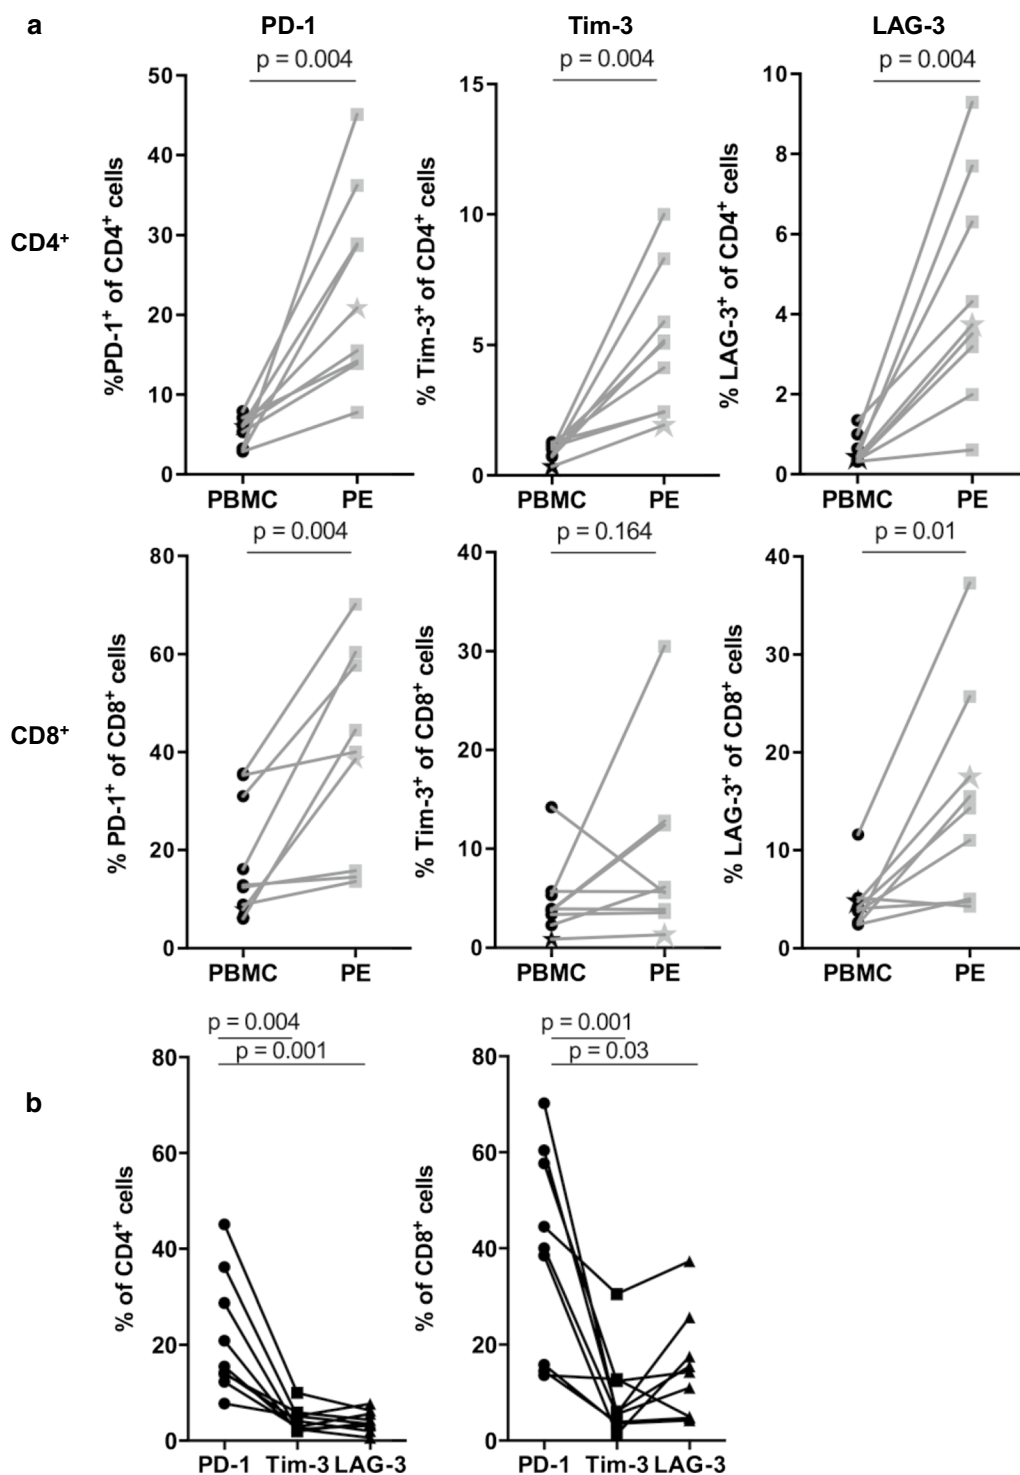 a
PD-1
Tim-3
LAG-3
p = 0.004
p = 0.004
p = 0.004
CD4⁺
%PD-1⁺ of CD4⁺ cells
50
40
30
20
10
0
PBMC PE
% Tim-3⁺ of CD4⁺ cells
15
10
5
0
PBMC PE
% LAG-3⁺ of CD4⁺ cells
10
8
6
4
2
0
PBMC PE
CD8⁺
p = 0.004
% PD-1⁺ of CD8⁺ cells
80
60
40
20
0
PBMC PE
p = 0.164
% Tim-3⁺ of CD8⁺ cells
40
30
20
10
0
PBMC PE
p = 0.01
% LAG-3⁺ of CD8⁺ cells
40
30
20
10
0
PBMC PE
b
p = 0.004
p = 0.001
% of CD4⁺ cells
80
60
40
20
0
PD-1 Tim-3 LAG-3
p = 0.001
p = 0.03
% of CD8⁺ cells
80
60
40
20
0
PD-1 Tim-3 LAG-3